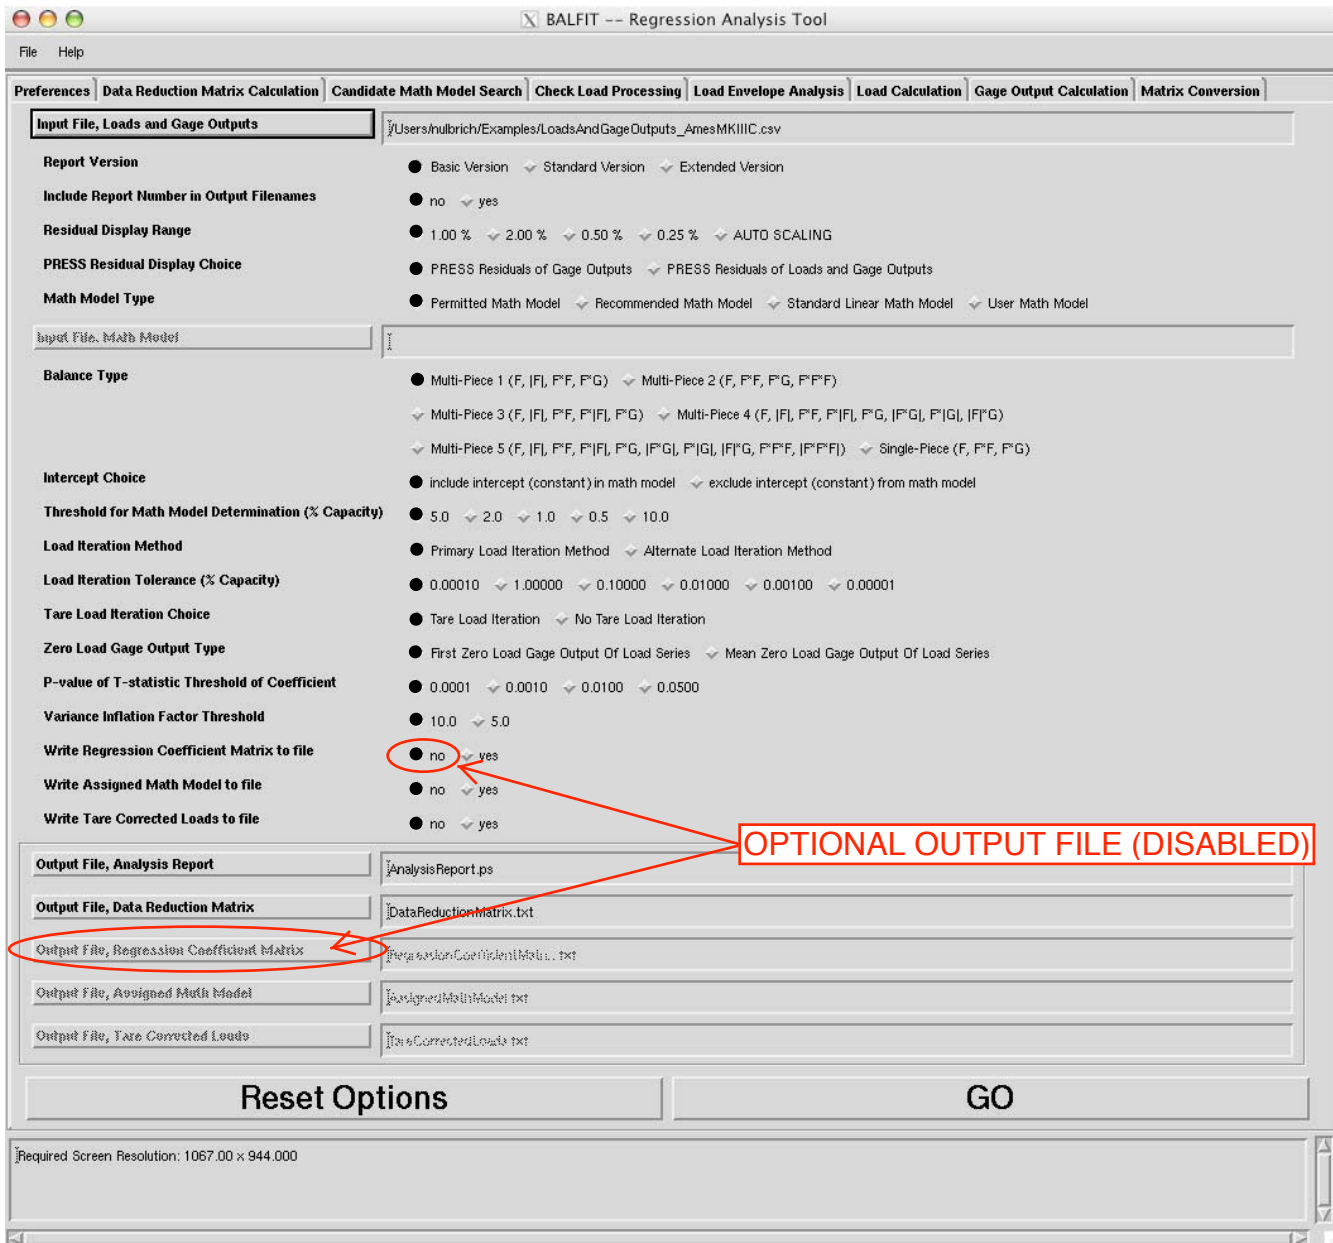 BALFIT -- Regression Analysis Tool
File Help
Preferences Data Reduction Matrix Calculation Candidate Math Model Search Check Load Processing Load Envelope Analysis Load Calculation Gage Output Calculation Matrix Conversion
Input File, Loads and Gage Outputs /Users/nulbrich/Examples/LoadsAndGageOutputs_AmesMKIIIC.csv
Report Version Basic Version Standard Version Extended Version
Include Report Number in Output Filenames no yes
Residual Display Range 1.00 % 2.00 % 0.50 % 0.25 % AUTO SCALING
PRESS Residual Display Choice PRESS Residuals of Gage Outputs PRESS Residuals of Loads and Gage Outputs
Math Model Type Permitted Math Model Recommended Math Model Standard Linear Math Model User Math Model
Input File, Math Model
Balance Type Multi-Piece 1 (F, |F|, F*F, F*G) Multi-Piece 2 (F, F*F, F*G, F*F*F)
Multi-Piece 3 (F, |F|, F*F, F*|F|, F*G) Multi-Piece 4 (F, |F|, F*F, F*|F|, F*G, |F*G|, F*|G|, |F|*G)
Multi-Piece 5 (F, |F|, F*F, F*|F|, F*G, |F*G|, F*|G|, |F|*G, F*F*F, |F*F*F|) Single-Piece (F, F*F, F*G)
Intercept Choice include intercept (constant) in math model exclude intercept (constant) from math model
Threshold for Math Model Determination (% Capacity) 5.0 2.0 1.0 0.5 10.0
Load Iteration Method Primary Load Iteration Method Alternate Load Iteration Method
Load Iteration Tolerance (% Capacity) 0.00010 1.00000 0.10000 0.01000 0.00100 0.00001
Tare Load Iteration Choice Tare Load Iteration No Tare Load Iteration
Zero Load Gage Output Type First Zero Load Gage Output Of Load Series Mean Zero Load Gage Output Of Load Series
P-value of T-statistic Threshold of Coefficient 0.0001 0.0010 0.0100 0.0500
Variance Inflation Factor Threshold 10.0 5.0
Write Regression Coefficient Matrix to file no yes
Write Assigned Math Model to file no yes
Write Tare Corrected Loads to file no yes
OPTIONAL OUTPUT FILE (DISABLED)
Output File, Analysis Report AnalysisReport.ps
Output File, Data Reduction Matrix DataReductionMatrix.txt
Output File, Regression Coefficient Matrix RegressionCoefficientMatrix.txt
Output File, Assigned Math Model AssignedMathModel.txt
Output File, Tare Corrected Loads TareCorrectedLoads.txt
Reset Options GO
Required Screen Resolution: 1067.00 x 944.000